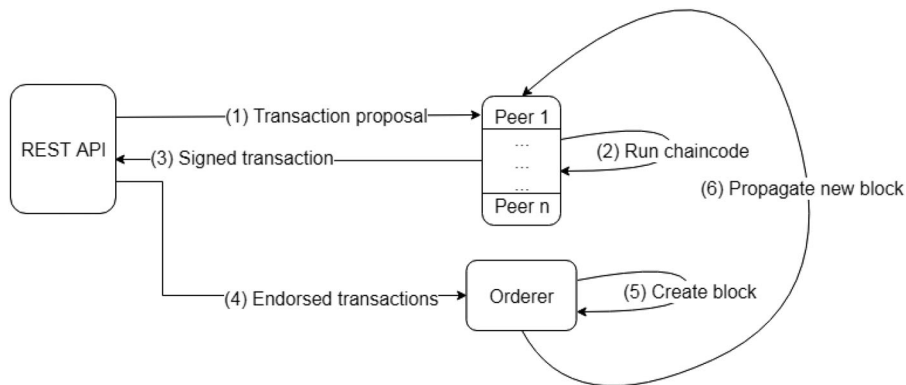 (1) Transaction proposal
Peer 1
REST API
(3) Signed transaction
...
(2) Run chaincode
...
...
(6) Propagate new block
Peer n
(4) Endorsed transactions
Orderer
(5) Create block